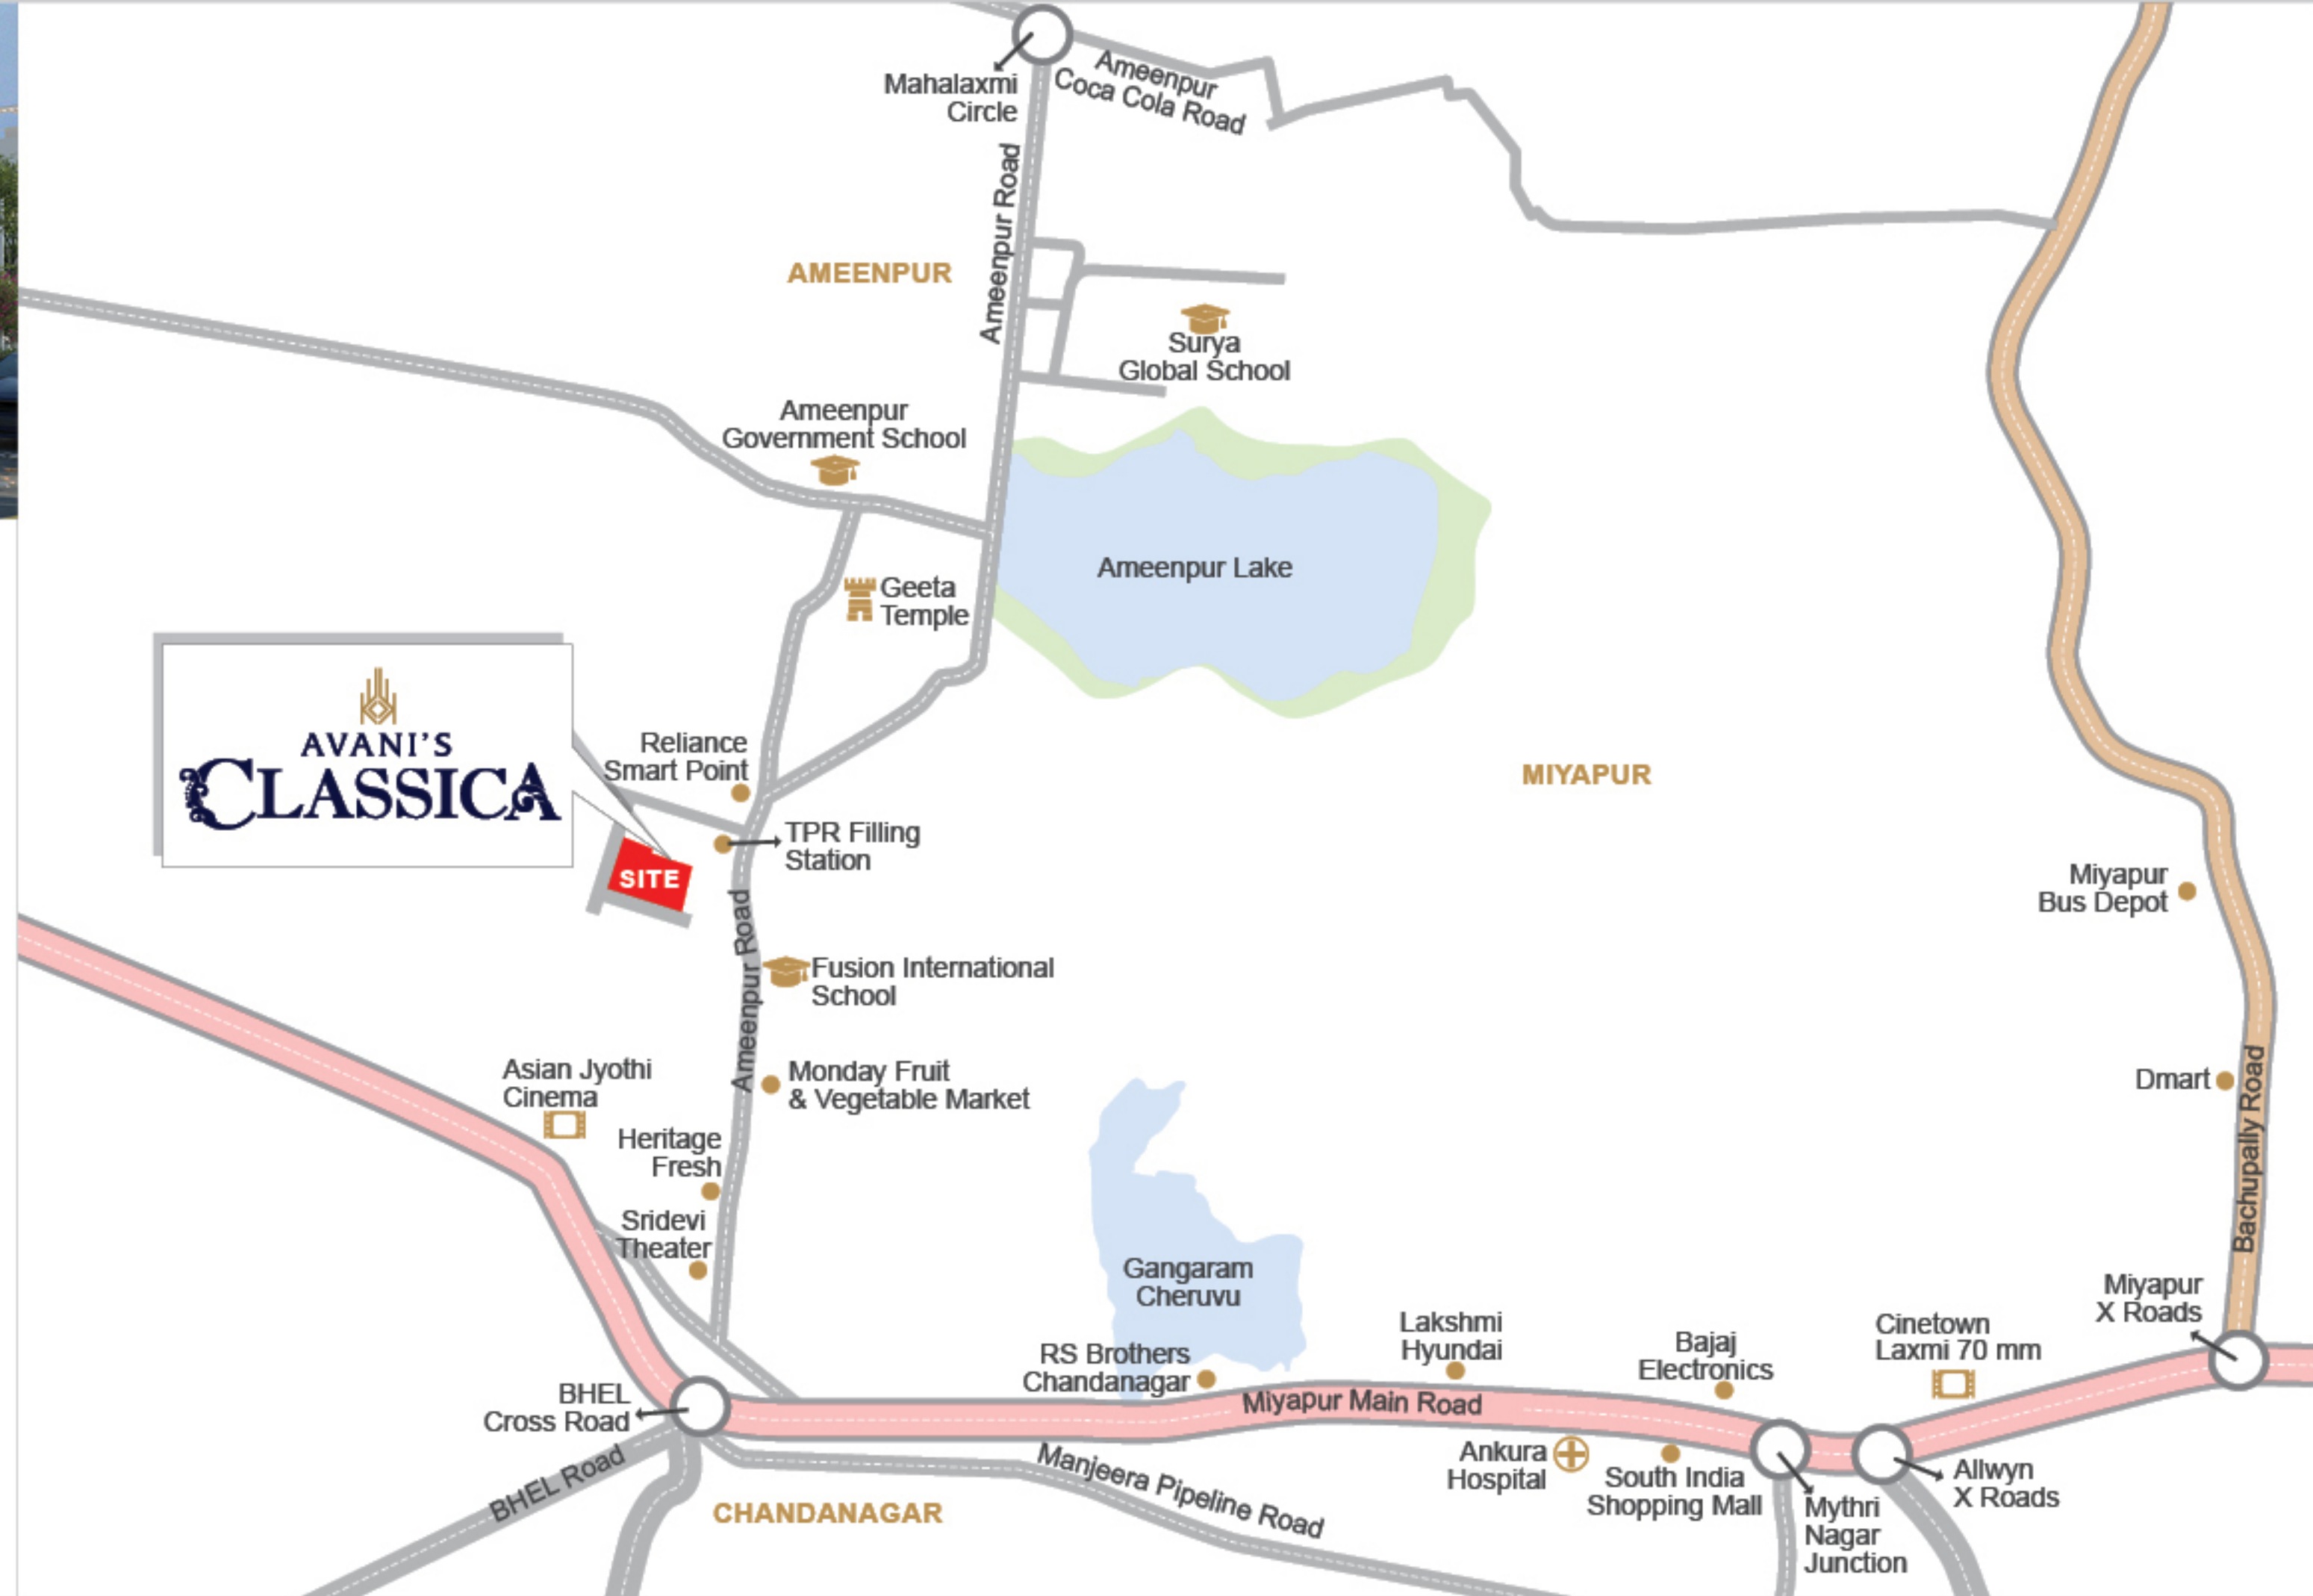 Mahalaxmi
Circle
Ameenpur
Coca Cola Road
Ameenpur Road
AMEENPUR
Surya
Global School
Ameenpur
Government School
Ameenpur Lake
Geeta
Temple
AVANI'S
CLASSICA
Reliance
Smart Point
MIYAPUR
TPR Filling
Station
SITE
Miyapur
Bus Depot
Ameenpur Road
Fusion International
School
Asian Jyothi
Cinema
Monday Fruit
& Vegetable Market
Dmart
Bachupally Road
Heritage
Fresh
Sridevi
Theater
Gangaram
Cheruvu
Miyapur
X Roads
Lakshmi
Hyundai
Cinetown
Laxmi 70 mm
Bajaj
Electronics
RS Brothers
Chandanagar
BHEL
Cross Road
Miyapur Main Road
Ankura
Hospital
South India
Shopping Mall
Allwyn
X Roads
Mythri
Nagar
Junction
BHEL Road
Manjeera Pipeline Road
CHANDANAGAR